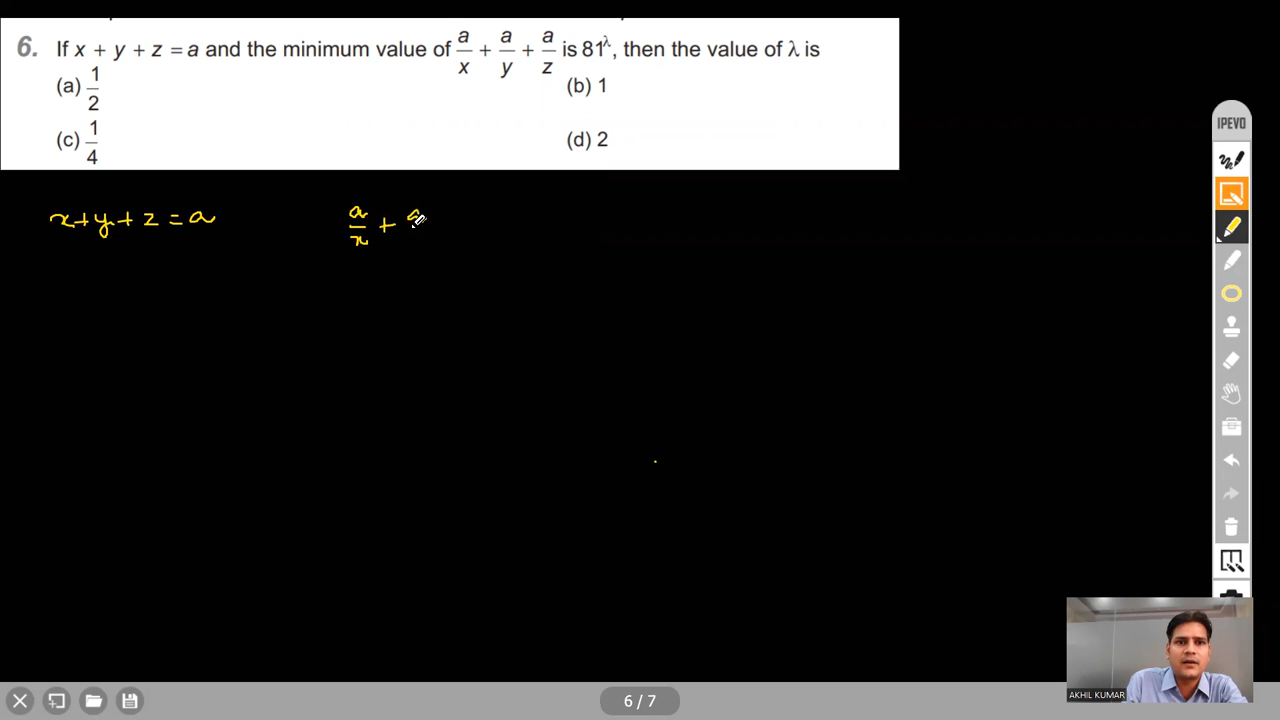 6. If x + y + z = a and the minimum value of a/x + a/y + a/z is 81^λ, then the value of λ is
(a) 1/2 (b) 1
(c) 1/4 (d) 2
x+y+z = a a/x + a
IPEVO
AKHIL KUMAR
6 / 7